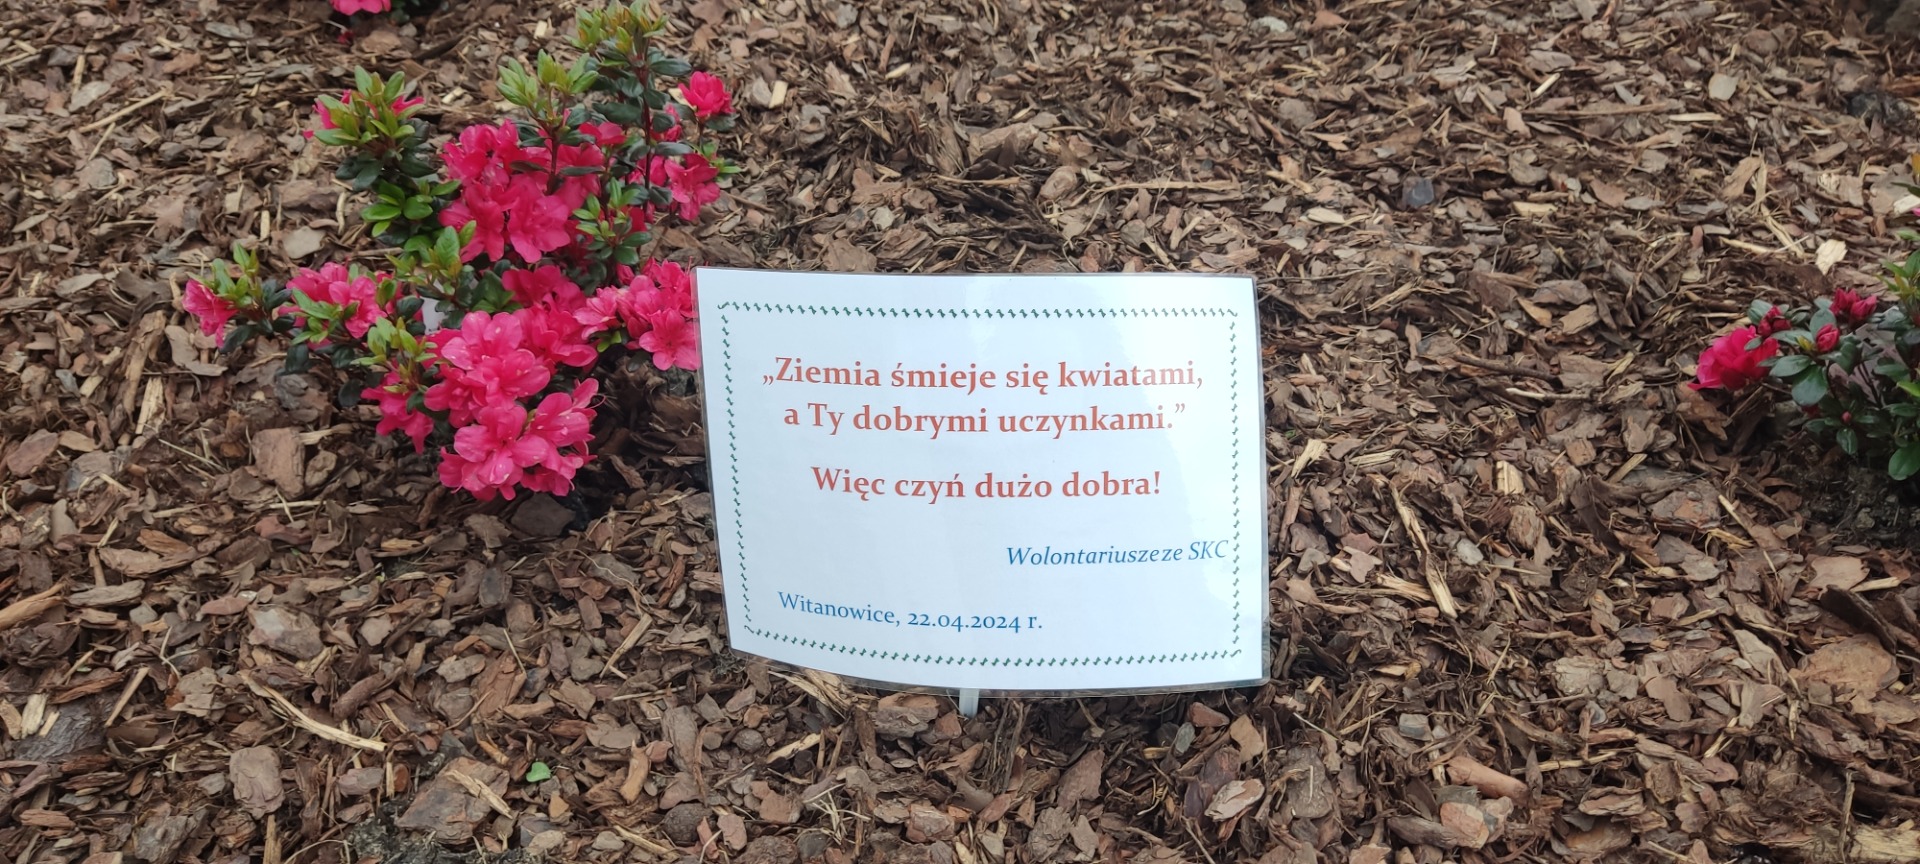 „Ziemia śmieje się kwiatami,
a Ty dobrymi uczynkami.”
Więc czyń dużo dobra!
Wolontariuszeze SKC
Witanowice, 22.04.2024 r.